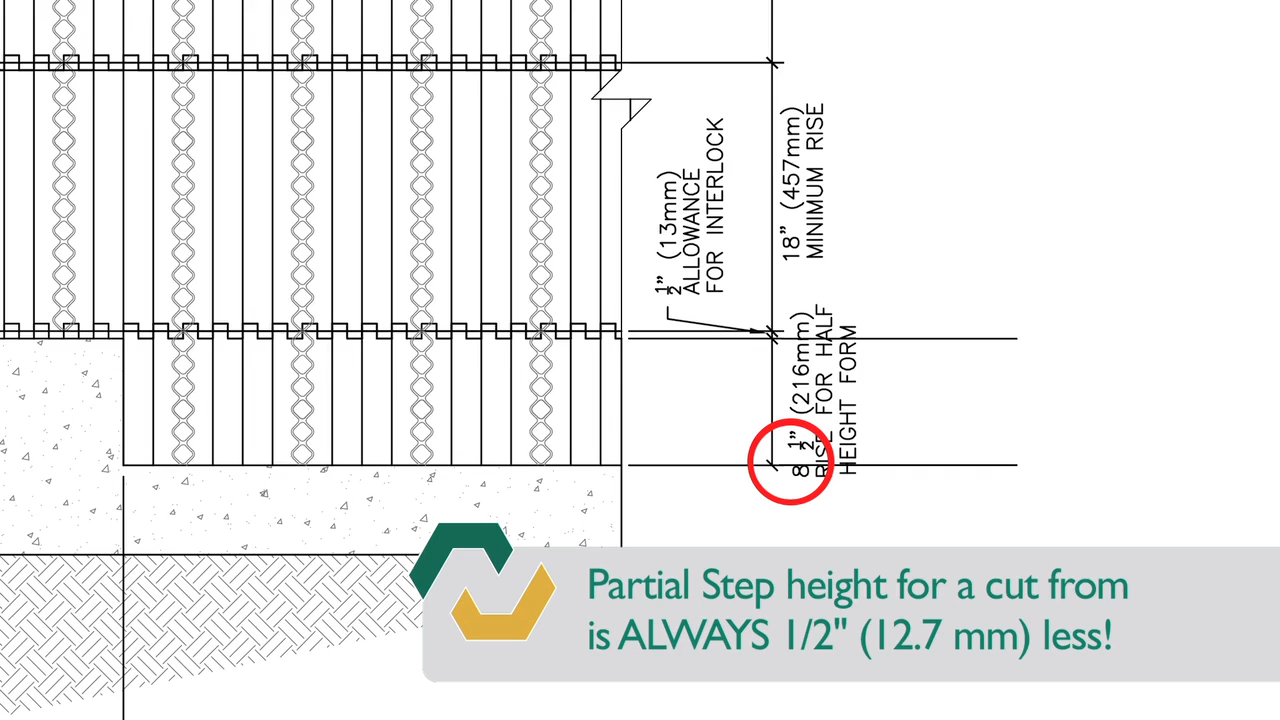 1/2" (13mm)
ALLOWANCE
FOR INTERLOCK
18" (457mm)
MINIMUM RISE
8 1/2" (216mm)
RISE FOR HALF
HEIGHT FORM
Partial Step height for a cut from
is ALWAYS 1/2" (12.7 mm) less!